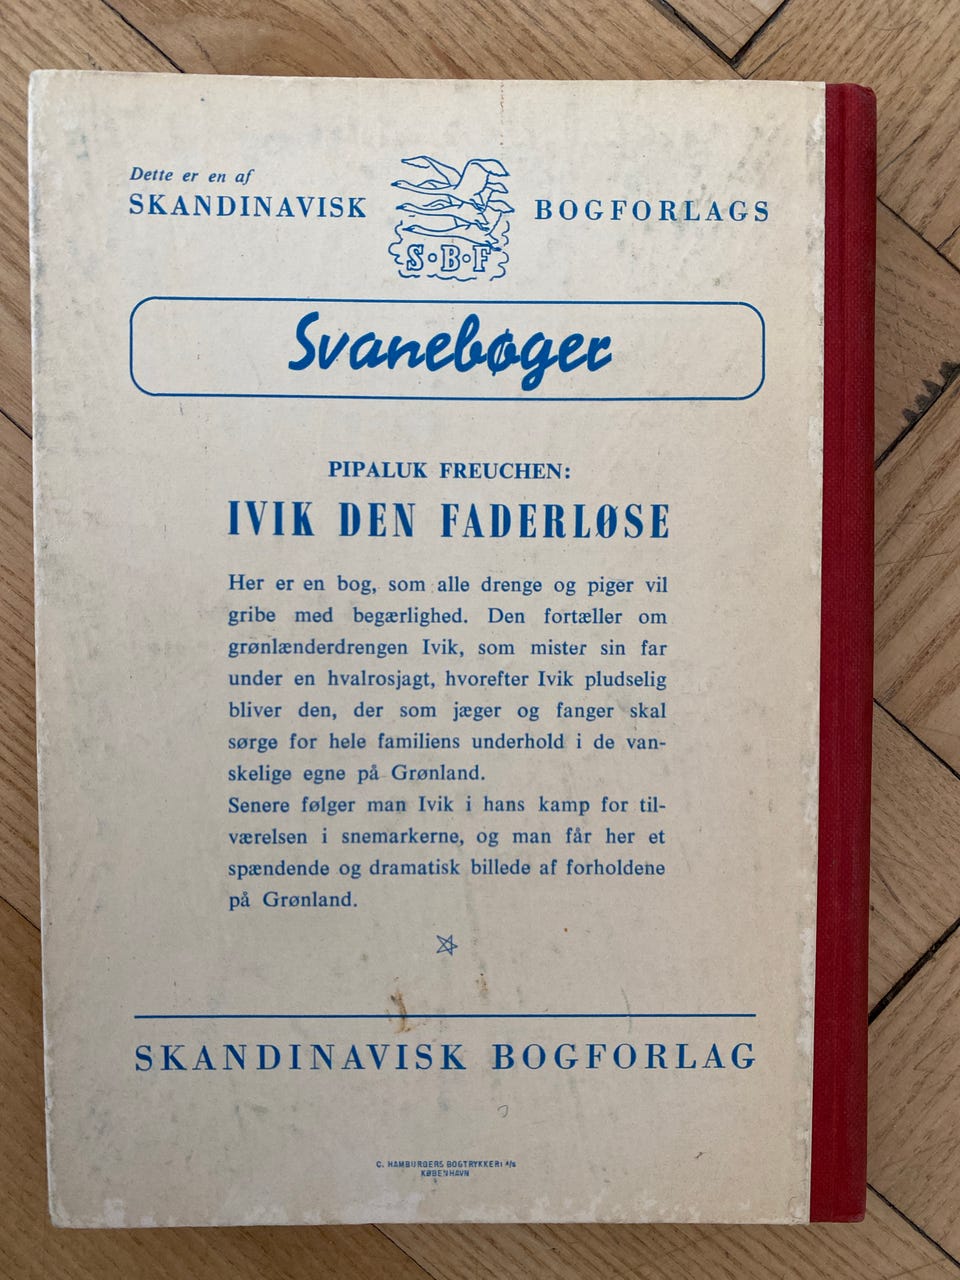 Dette er en af
SKANDINAVISK BOGFORLAGS
S·B·F
Svanebøger
PIPALUK FREUCHEN:
IVIK DEN FADERLØSE
Her er en bog, som alle drenge og piger vil
gribe med begærlighed. Den fortæller om
grønlænderdrengen Ivik, som mister sin far
under en hvalrosjagt, hvorefter Ivik pludselig
bliver den, der som jæger og fanger skal
sørge for hele familiens underhold i de van-
skelige egne på Grønland.
Senere følger man Ivik i hans kamp for til-
værelsen i snemarkerne, og man får her et
spændende og dramatisk billede af forholdene
på Grønland.
SKANDINAVISK BOGFORLAG
C. HAMBURGERS BOGTRYKKERI A/S
KØBENHAVN